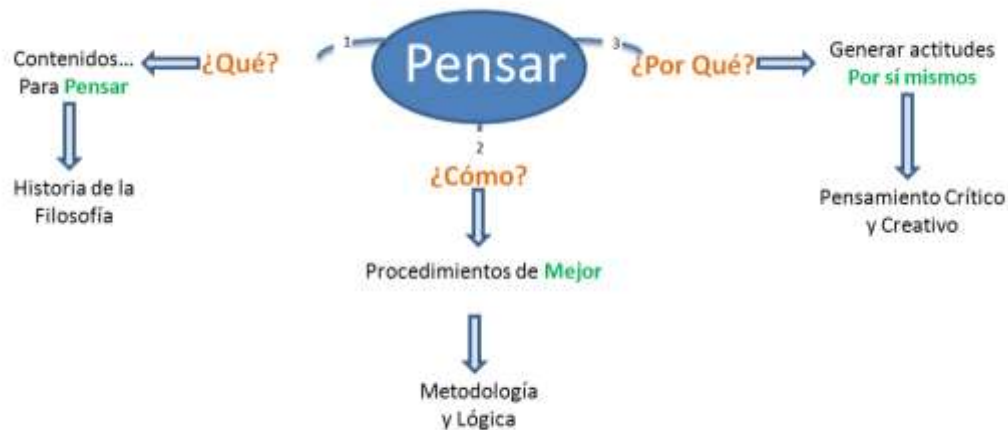 Pensar
1
¿Qué?
Contenidos...
Para Pensar
Historia de la
Filosofía
2
¿Cómo?
Procedimientos de Mejor
Metodología
y Lógica
3
¿Por Qué?
Generar actitudes
Por sí mismos
Pensamiento Crítico
y Creativo